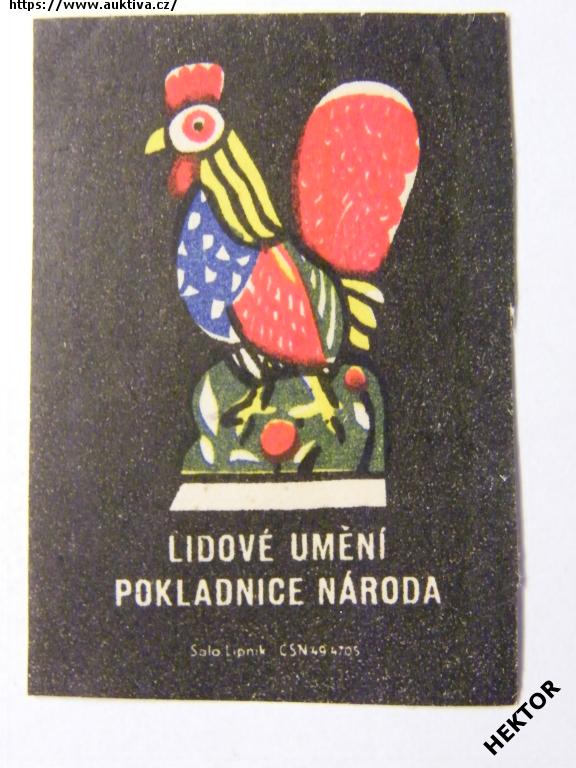 https://www.auktiva.cz/
LIDOVÉ UMĚNÍ
POKLADNICE NÁRODA
Solo Lipník ČSN 49 4705
HEKTOR